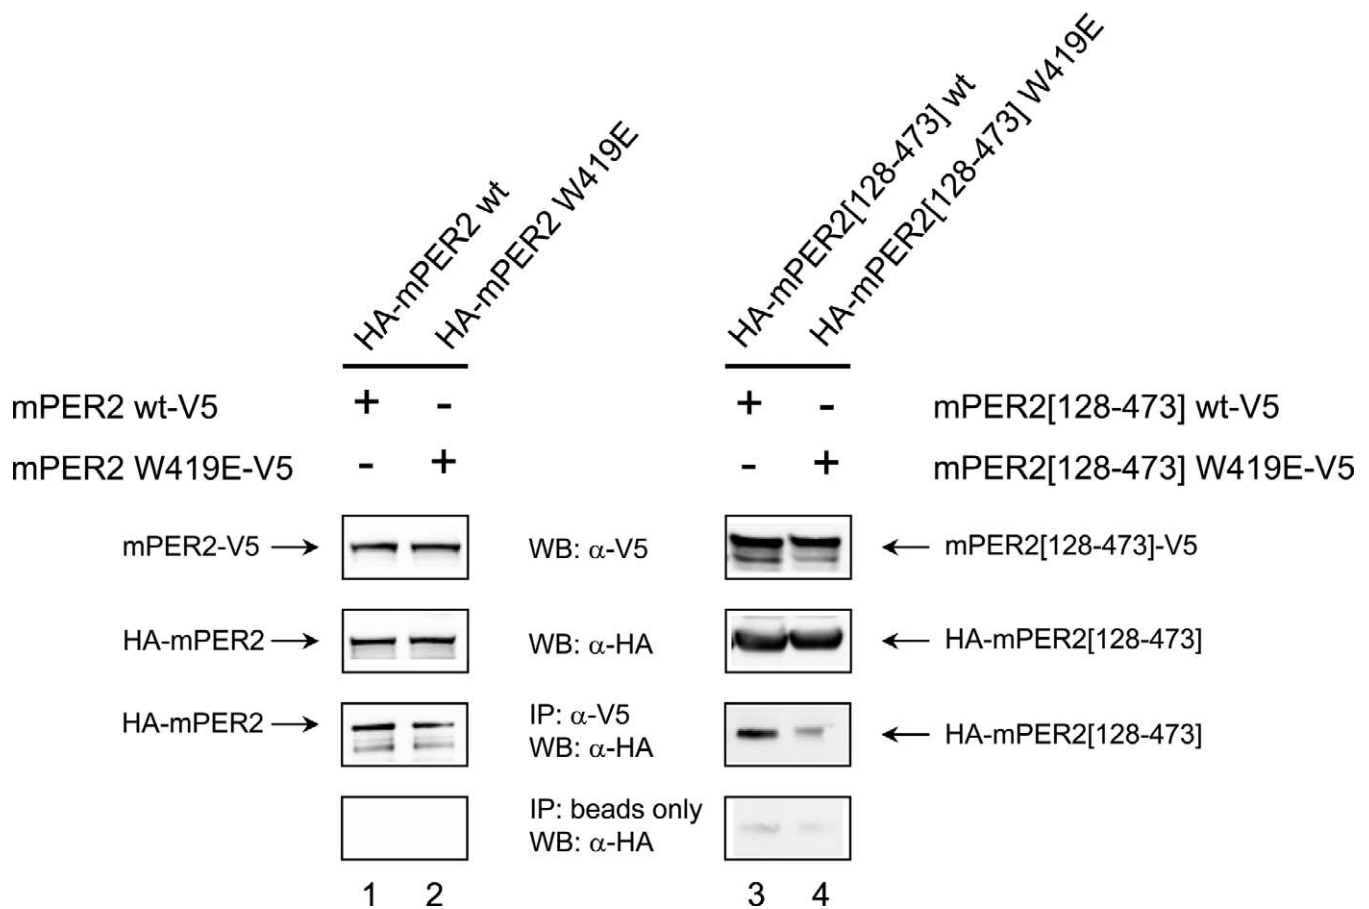 HA-mPER2 wt
HA-mPER2 W419E
HA-mPER2[128-473] wt
HA-mPER2[128-473] W419E
mPER2 wt-V5 + - + - mPER2[128-473] wt-V5
mPER2 W419E-V5 - + - + mPER2[128-473] W419E-V5
mPER2-V5 → WB: α-V5 ← mPER2[128-473]-V5
HA-mPER2 → WB: α-HA ← HA-mPER2[128-473]
HA-mPER2 → IP: α-V5
WB: α-HA ← HA-mPER2[128-473]
IP: beads only
WB: α-HA
1 2 3 4